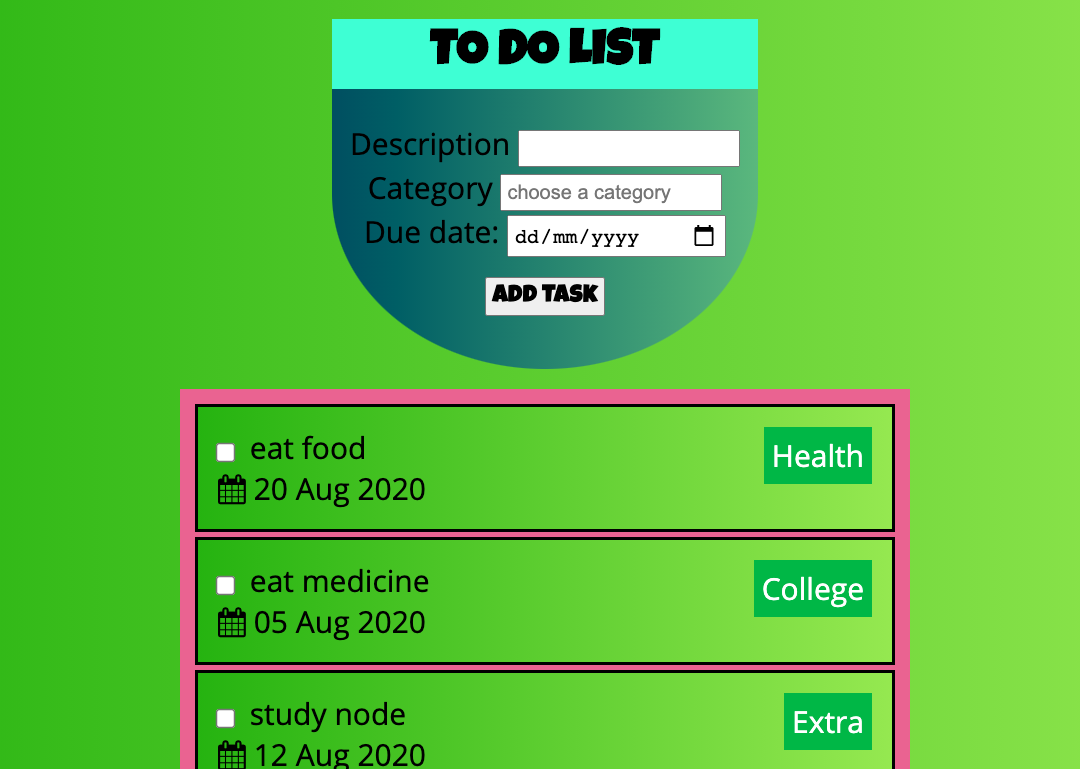 TO DO LIST
Description
Category choose a category
Due date: dd/mm/yyyy
ADD TASK
eat food Health
20 Aug 2020
eat medicine College
05 Aug 2020
study node Extra
12 Aug 2020